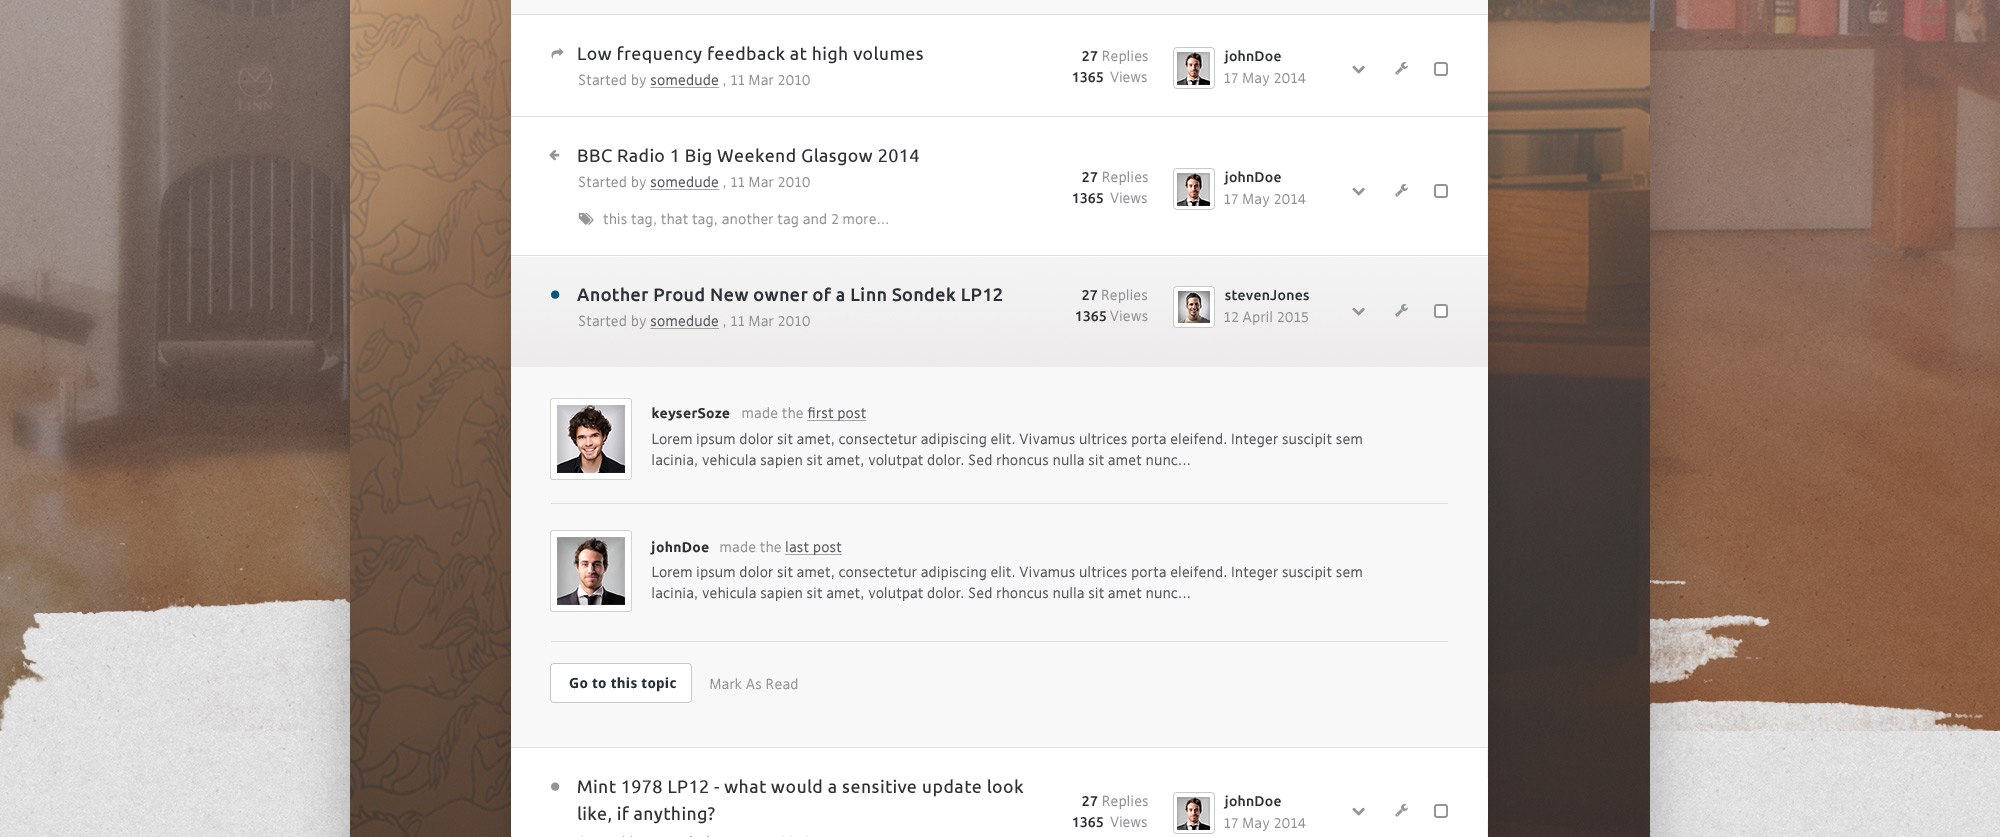 LINN
Low frequency feedback at high volumes
Started by somedude , 11 Mar 2010
27 Replies
1365 Views
johnDoe
17 May 2014
BBC Radio 1 Big Weekend Glasgow 2014
Started by somedude , 11 Mar 2010
this tag, that tag, another tag and 2 more...
27 Replies
1365 Views
johnDoe
17 May 2014
Another Proud New owner of a Linn Sondek LP12
Started by somedude , 11 Mar 2010
27 Replies
1365 Views
stevenJones
12 April 2015
keyserSoze made the first post
Lorem ipsum dolor sit amet, consectetur adipiscing elit. Vivamus ultrices porta eleifend. Integer suscipit sem
lacinia, vehicula sapien sit amet, volutpat dolor. Sed rhoncus nulla sit amet nunc...
johnDoe made the last post
Lorem ipsum dolor sit amet, consectetur adipiscing elit. Vivamus ultrices porta eleifend. Integer suscipit sem
lacinia, vehicula sapien sit amet, volutpat dolor. Sed rhoncus nulla sit amet nunc...
Go to this topic
Mark As Read
Mint 1978 LP12 - what would a sensitive update look
like, if anything?
27 Replies
1365 Views
johnDoe
17 May 2014